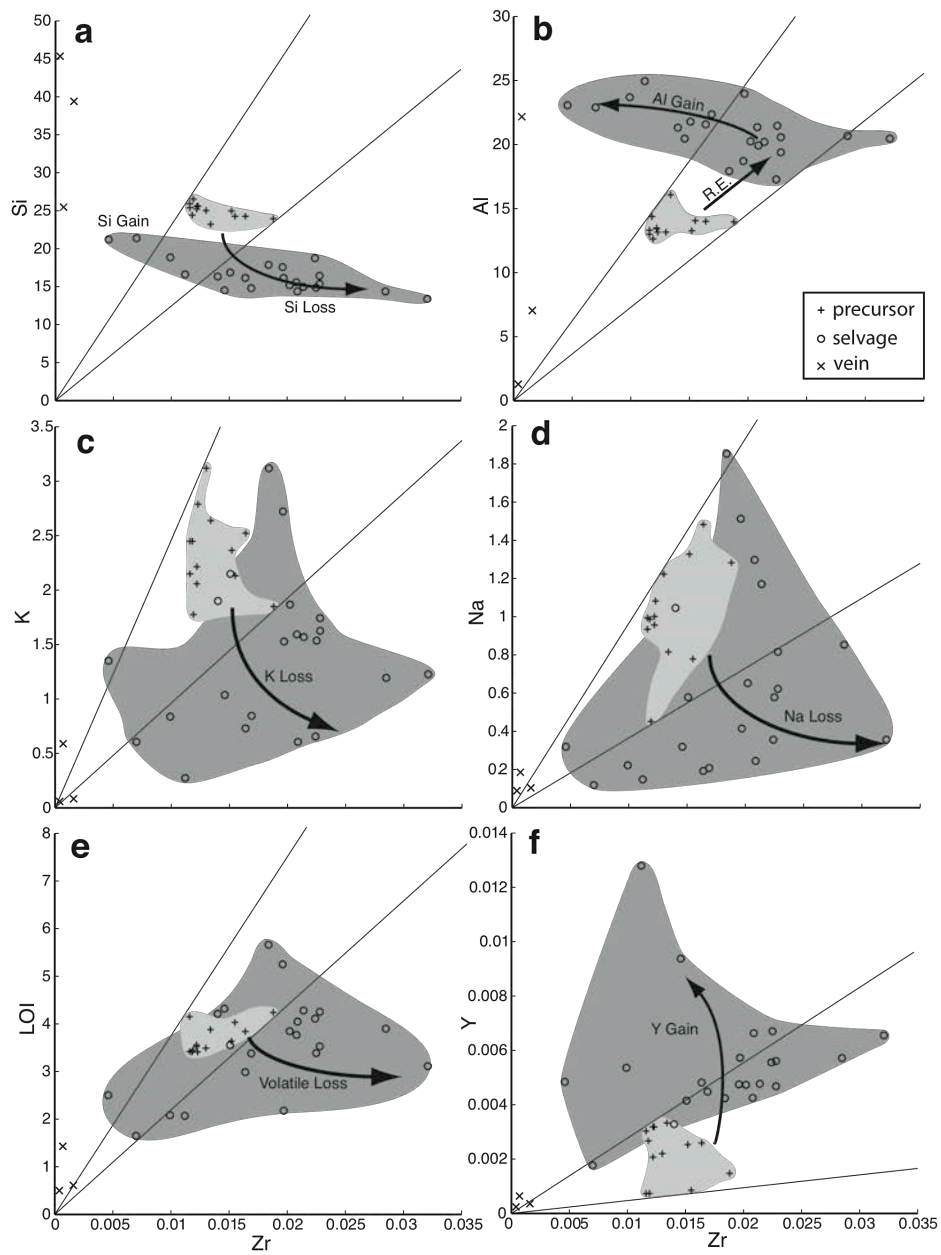 a
50
45
40
35
30
25
20
15
10
5
0
Si
Si Gain
Si Loss
b
30
25
20
15
10
5
0
Al
Al Gain
R.E.
+ precursor
o selvage
× vein
c
3.5
3
2.5
2
1.5
1
0.5
0
K
K Loss
d
2
1.8
1.6
1.4
1.2
1
0.8
0.6
0.4
0.2
0
Na
Na Loss
e
8
7
6
5
4
3
2
1
0
LOI
Volatile Loss
0 0.005 0.01 0.015 0.02 0.025 0.03 0.035
Zr
f
0.014
0.012
0.01
0.008
0.006
0.004
0.002
0
Y
Y Gain
0 0.005 0.01 0.015 0.02 0.025 0.03 0.035
Zr